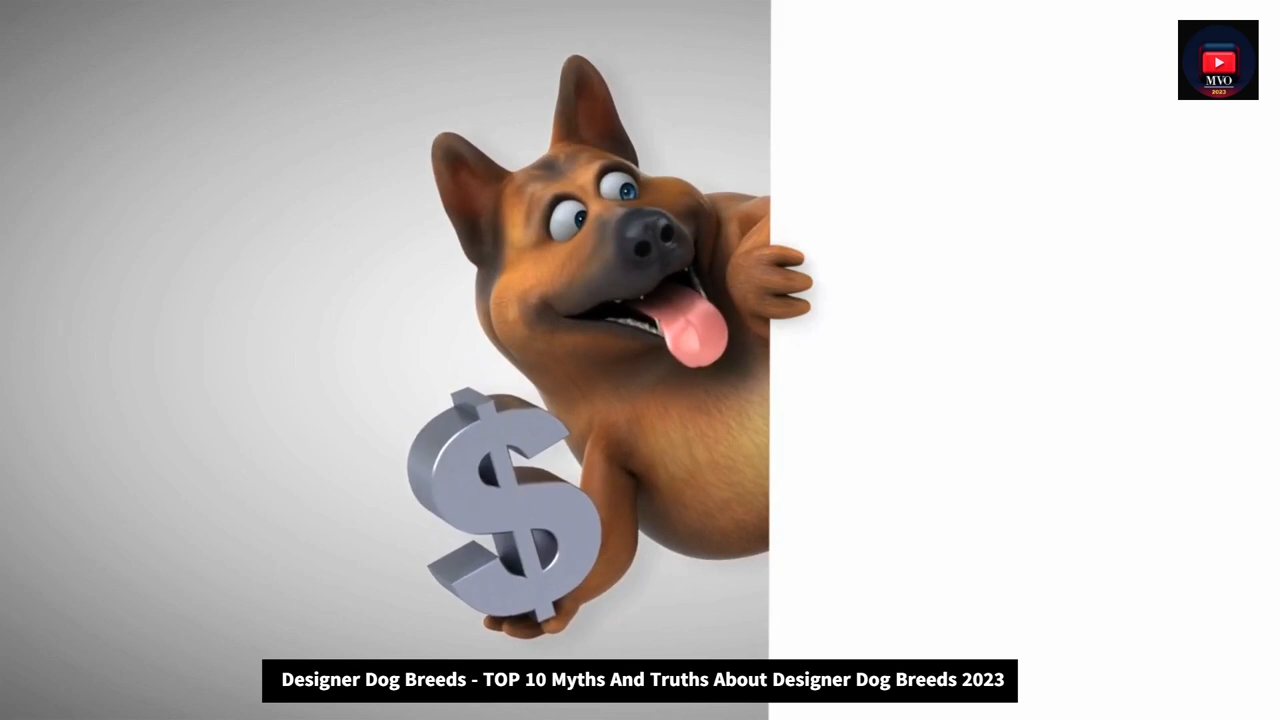 MVO
2023
$
Designer Dog Breeds - TOP 10 Myths And Truths About Designer Dog Breeds 2023